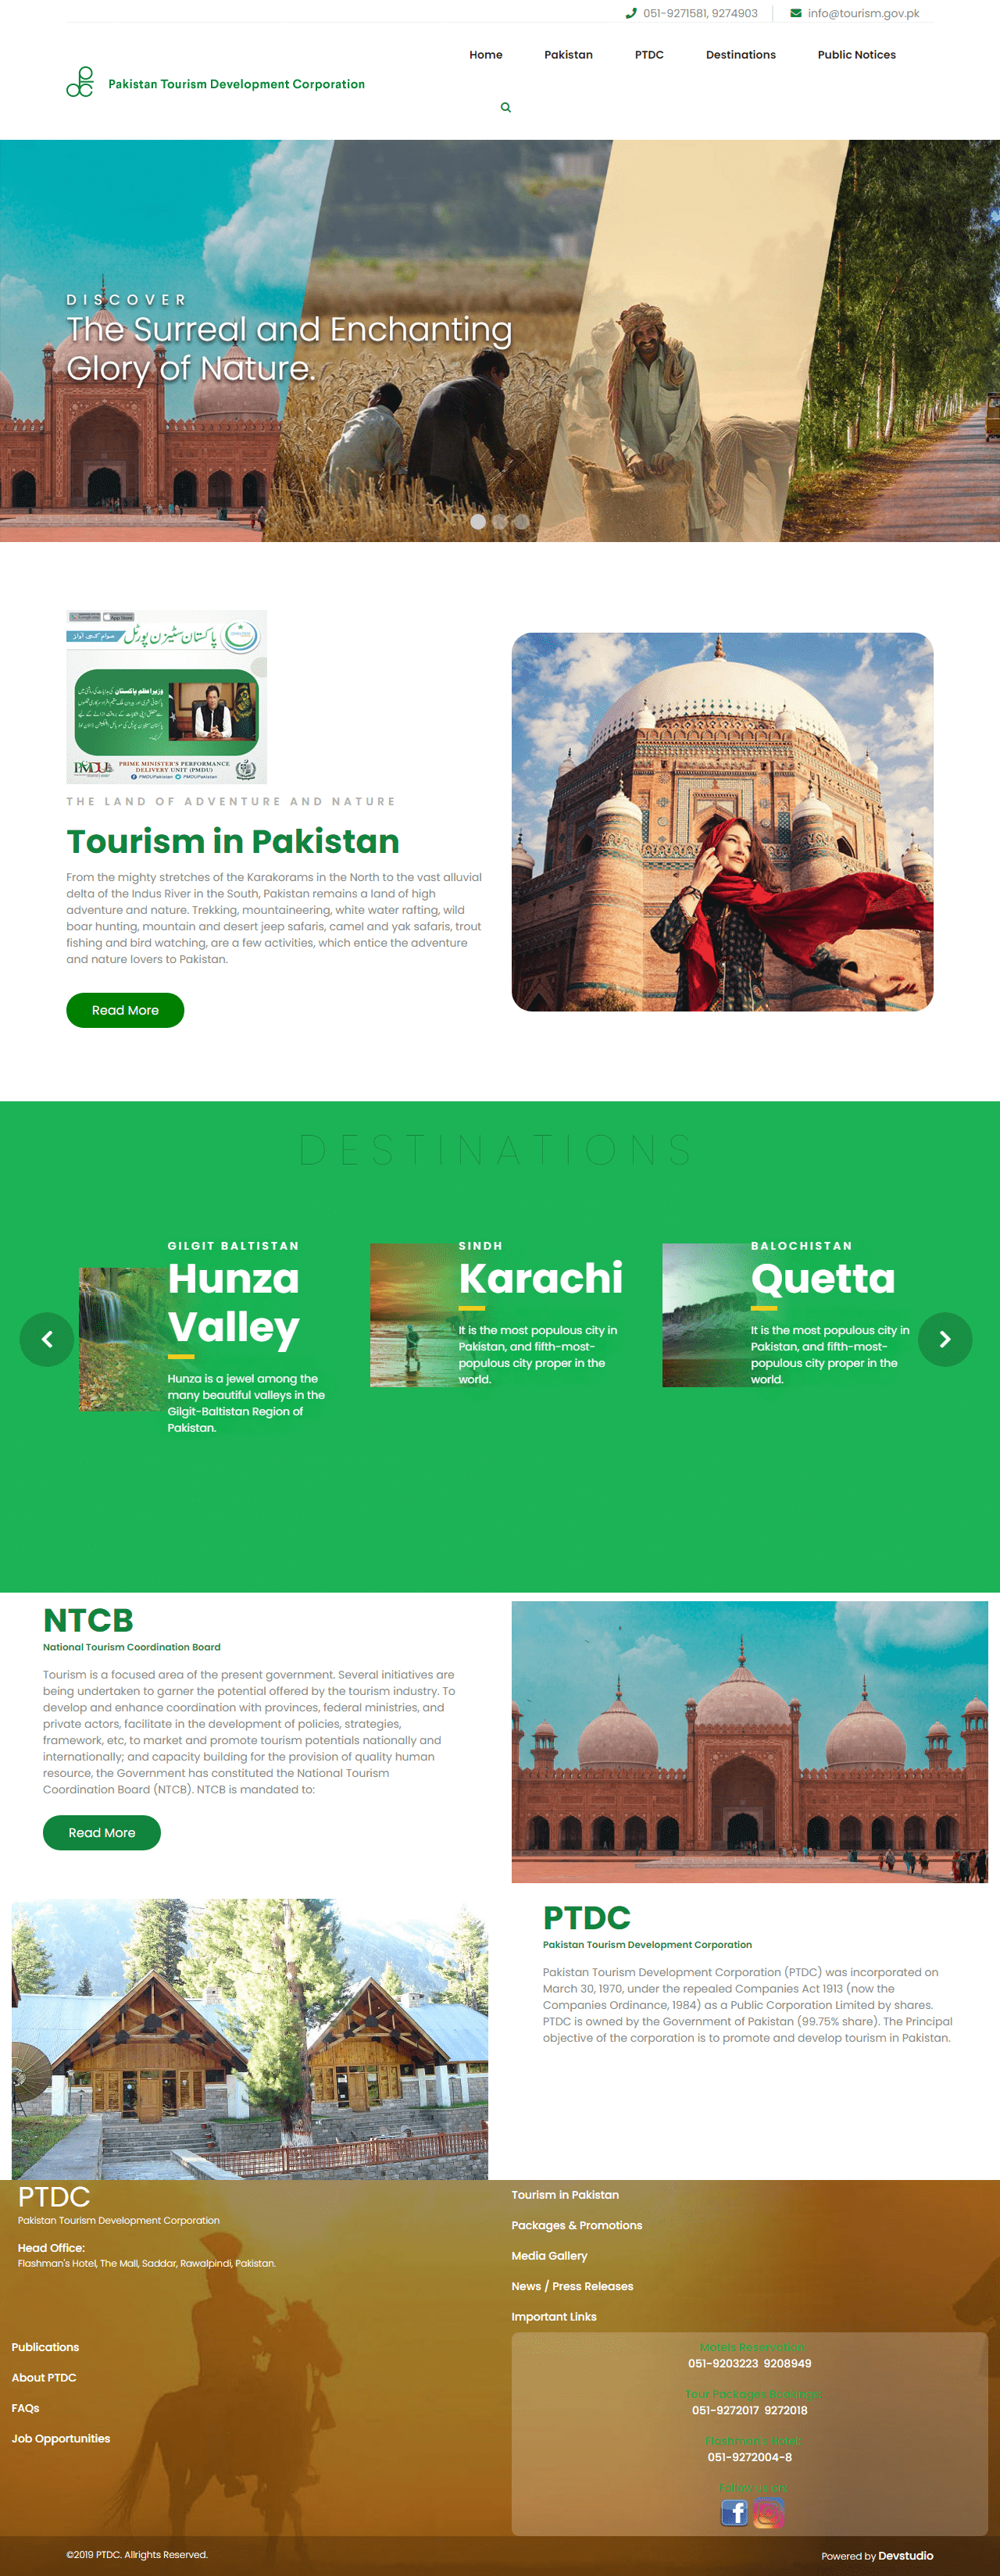 051-9271581, 9274903
info@tourism.gov.pk
Home Pakistan PTDC Destinations Public Notices
Pakistan Tourism Development Corporation
DISCOVER
The Surreal and Enchanting
Glory of Nature.
پاکستان سٹیزن پورٹل
PRIME MINISTER'S PERFORMANCE
DELIVERY UNIT (PMDU)
PMDUPakistan PMDUPakistan
THE LAND OF ADVENTURE AND NATURE
Tourism in Pakistan
From the mighty stretches of the Karakorams in the North to the vast alluvial
delta of the Indus River in the South, Pakistan remains a land of high
adventure and nature. Trekking, mountaineering, white water rafting, wild
boar hunting, mountain and desert jeep safaris, camel and yak safaris, trout
fishing and bird watching, are a few activities, which entice the adventure
and nature lovers to Pakistan.
Read More
DESTINATIONS
GILGIT BALTISTAN
Hunza
Valley
Hunza is a jewel among the
many beautiful valleys in the
Gilgit-Baltistan Region of
Pakistan.
SINDH
Karachi
It is the most populous city in
Pakistan, and fifth-most-
populous city proper in the
world.
BALOCHISTAN
Quetta
It is the most populous city in
Pakistan, and fifth-most-
populous city proper in the
world.
NTCB
National Tourism Coordination Board
Tourism is a focused area of the present government. Several initiatives are
being undertaken to garner the potential offered by the tourism industry. To
develop and enhance coordination with provinces, federal ministries, and
private actors, facilitate in the development of policies, strategies,
framework, etc, to market and promote tourism potentials nationally and
internationally; and capacity building for the provision of quality human
resource, the Government has constituted the National Tourism
Coordination Board (NTCB). NTCB is mandated to:
Read More
PTDC
Pakistan Tourism Development Corporation
Pakistan Tourism Development Corporation (PTDC) was incorporated on
March 30, 1970, under the repealed Companies Act 1913 (now the
Companies Ordinance, 1984) as a Public Corporation Limited by shares.
PTDC is owned by the Government of Pakistan (99.75% share). The Principal
objective of the corporation is to promote and develop tourism in Pakistan.
PTDC
Pakistan Tourism Development Corporation
Head Office:
Flashman's Hotel, The Mall, Saddar, Rawalpindi, Pakistan.
Tourism in Pakistan
Packages & Promotions
Media Gallery
News / Press Releases
Important Links
Publications
About PTDC
FAQs
Job Opportunities
Motels Reservation:
051-9203223 9208949
Tour Packages Bookings:
051-9272017 9272018
Flashman's Hotel:
051-9272004-8
Follow us on:
©2019 PTDC. Allrights Reserved.
Powered by Devstudio